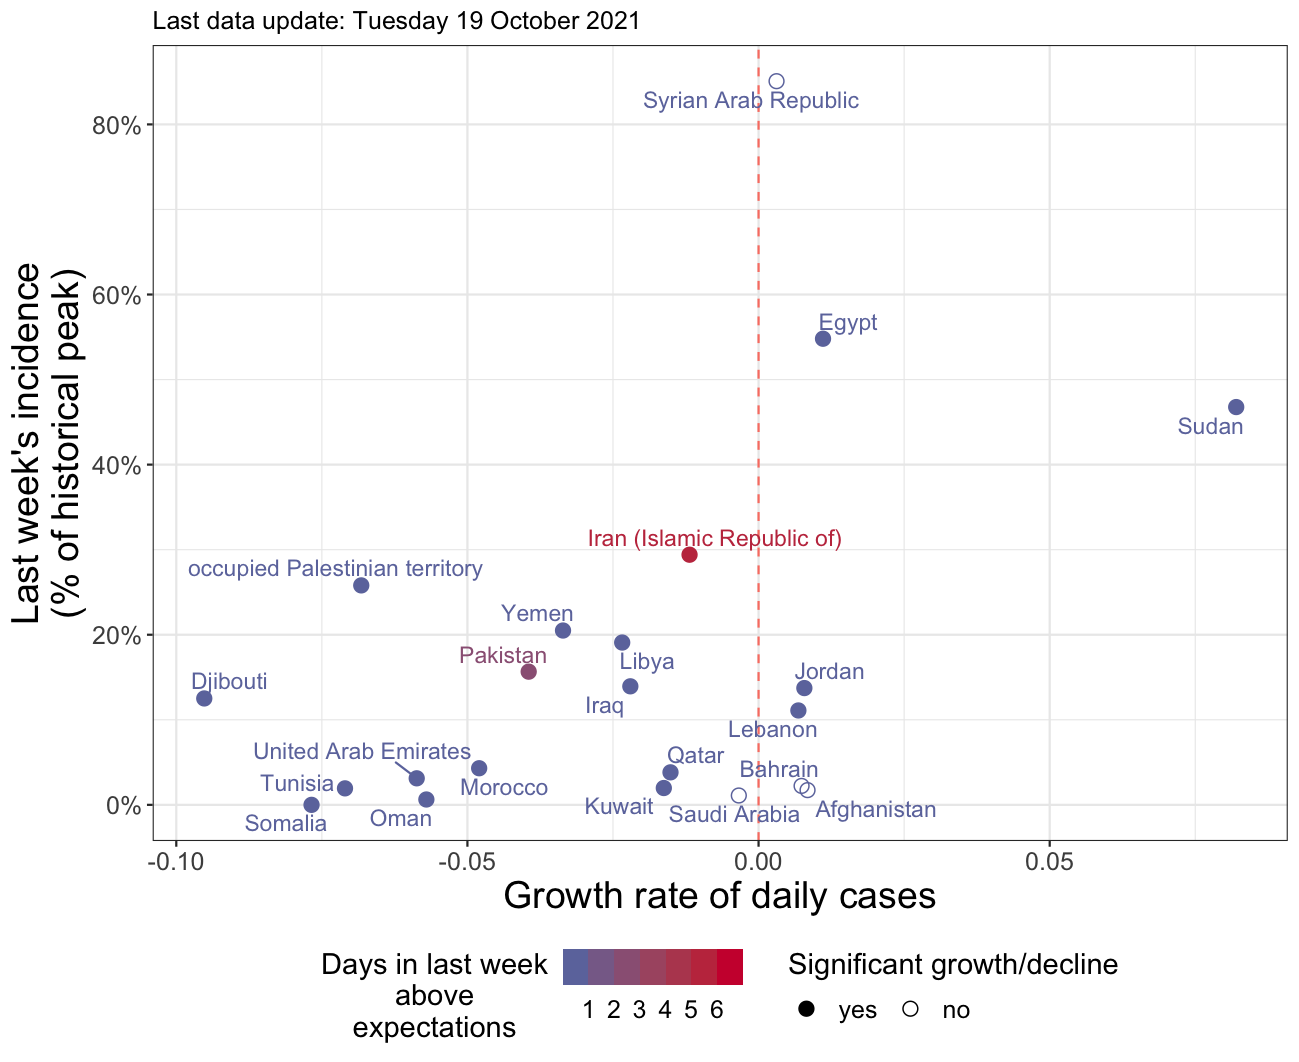 Last data update: Tuesday 19 October 2021
Last week's incidence
(% of historical peak)
80%
60%
40%
20%
0%
Syrian Arab Republic
Egypt
Sudan
Iran (Islamic Republic of)
occupied Palestinian territory
Yemen
Pakistan
Libya
Djibouti
Iraq
Jordan
Lebanon
United Arab Emirates
Qatar
Tunisia
Morocco
Bahrain
Kuwait
Somalia
Oman
Saudi Arabia
Afghanistan
-0.10
-0.05
0.00
0.05
Growth rate of daily cases
Days in last week
above
expectations
1 2 3 4 5 6
Significant growth/decline
yes
no